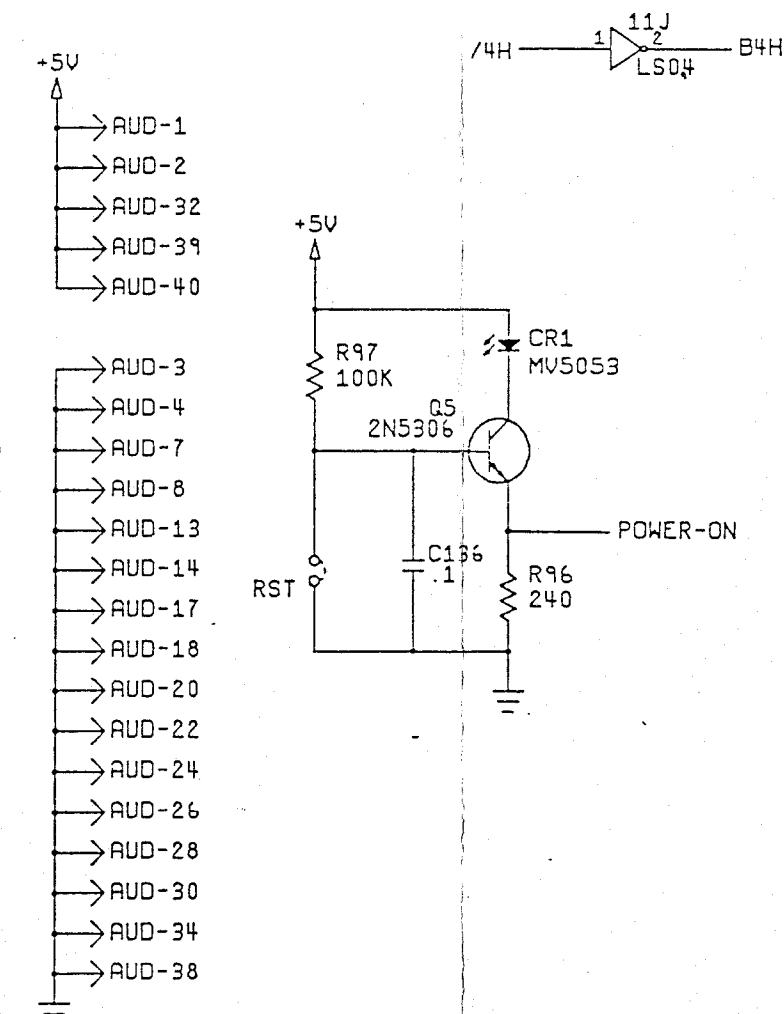 11J
/4H
1
2
B4H
LS04
+5V
AUD-1
AUD-2
AUD-32
AUD-39
AUD-40
AUD-3
AUD-4
AUD-7
AUD-8
AUD-13
AUD-14
AUD-17
AUD-18
AUD-20
AUD-22
AUD-24
AUD-26
AUD-28
AUD-30
AUD-34
AUD-38
+5V
R97
100K
CR1
MV5053
Q5
2N5306
POWER-ON
RST
C136
.1
R96
240